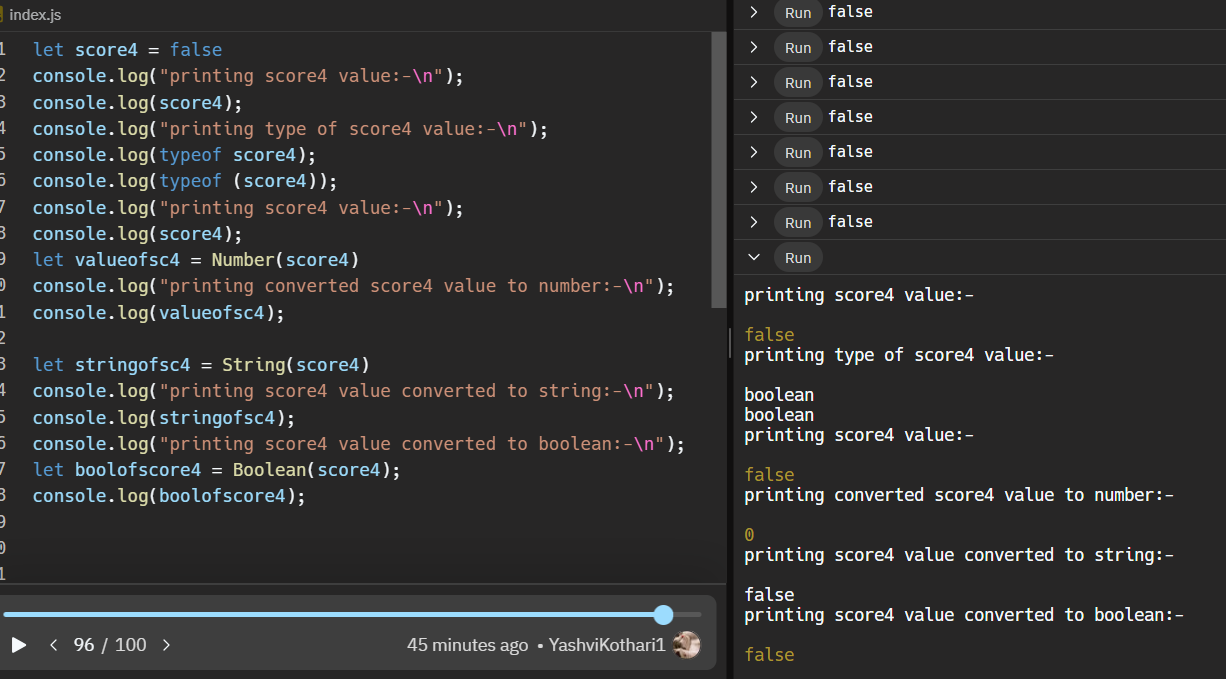 index.js
1 let score4 = false
2 console.log("printing score4 value:-\n");
3 console.log(score4);
4 console.log("printing type of score4 value:-\n");
5 console.log(typeof score4);
6 console.log(typeof (score4));
7 console.log("printing score4 value:-\n");
8 console.log(score4);
9 let valueofsc4 = Number(score4)
0 console.log("printing converted score4 value to number:-\n");
1 console.log(valueofsc4);
2
3 let stringofsc4 = String(score4)
4 console.log("printing score4 value converted to string:-\n");
5 console.log(stringofsc4);
6 console.log("printing score4 value converted to boolean:-\n");
7 let boolofscore4 = Boolean(score4);
8 console.log(boolofscore4);
9
0
1
96 / 100
45 minutes ago • YashviKothari1
Run false
Run false
Run false
Run false
Run false
Run false
Run false
Run
printing score4 value:-
false
printing type of score4 value:-
boolean
boolean
printing score4 value:-
false
printing converted score4 value to number:-
0
printing score4 value converted to string:-
false
printing score4 value converted to boolean:-
false